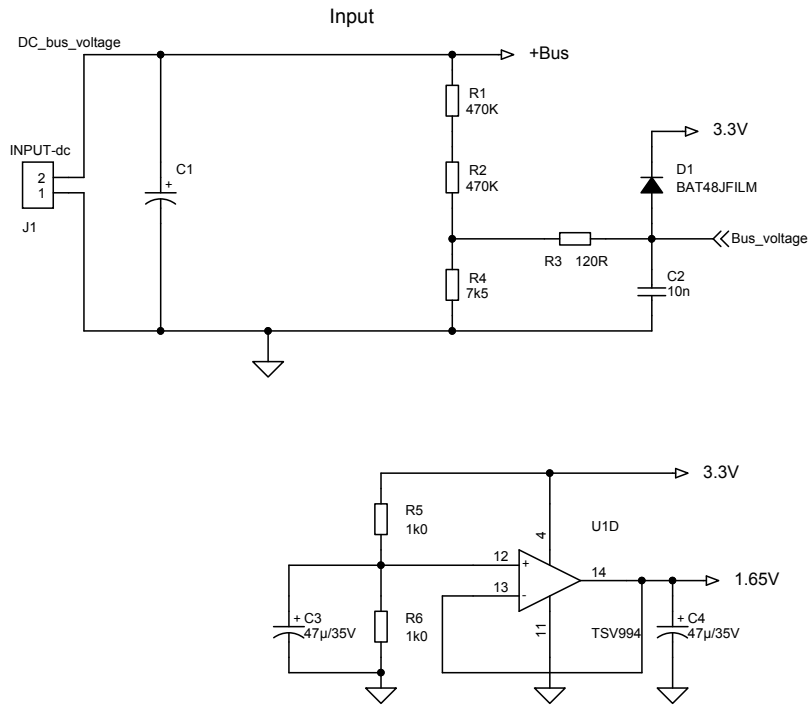 Input
DC_bus_voltage
+Bus
R1
470K
3.3V
INPUT-dc
C1
D1
BAT48JFILM
R2
470K
2
1
+
J1
Bus_voltage
R3 120R
R4
7k5
C2
10n
3.3V
R5
1k0
4
U1D
12
+
14
1.65V
13
-
+ C3
47µ/35V
R6
1k0
11
TSV994
+ C4
47µ/35V